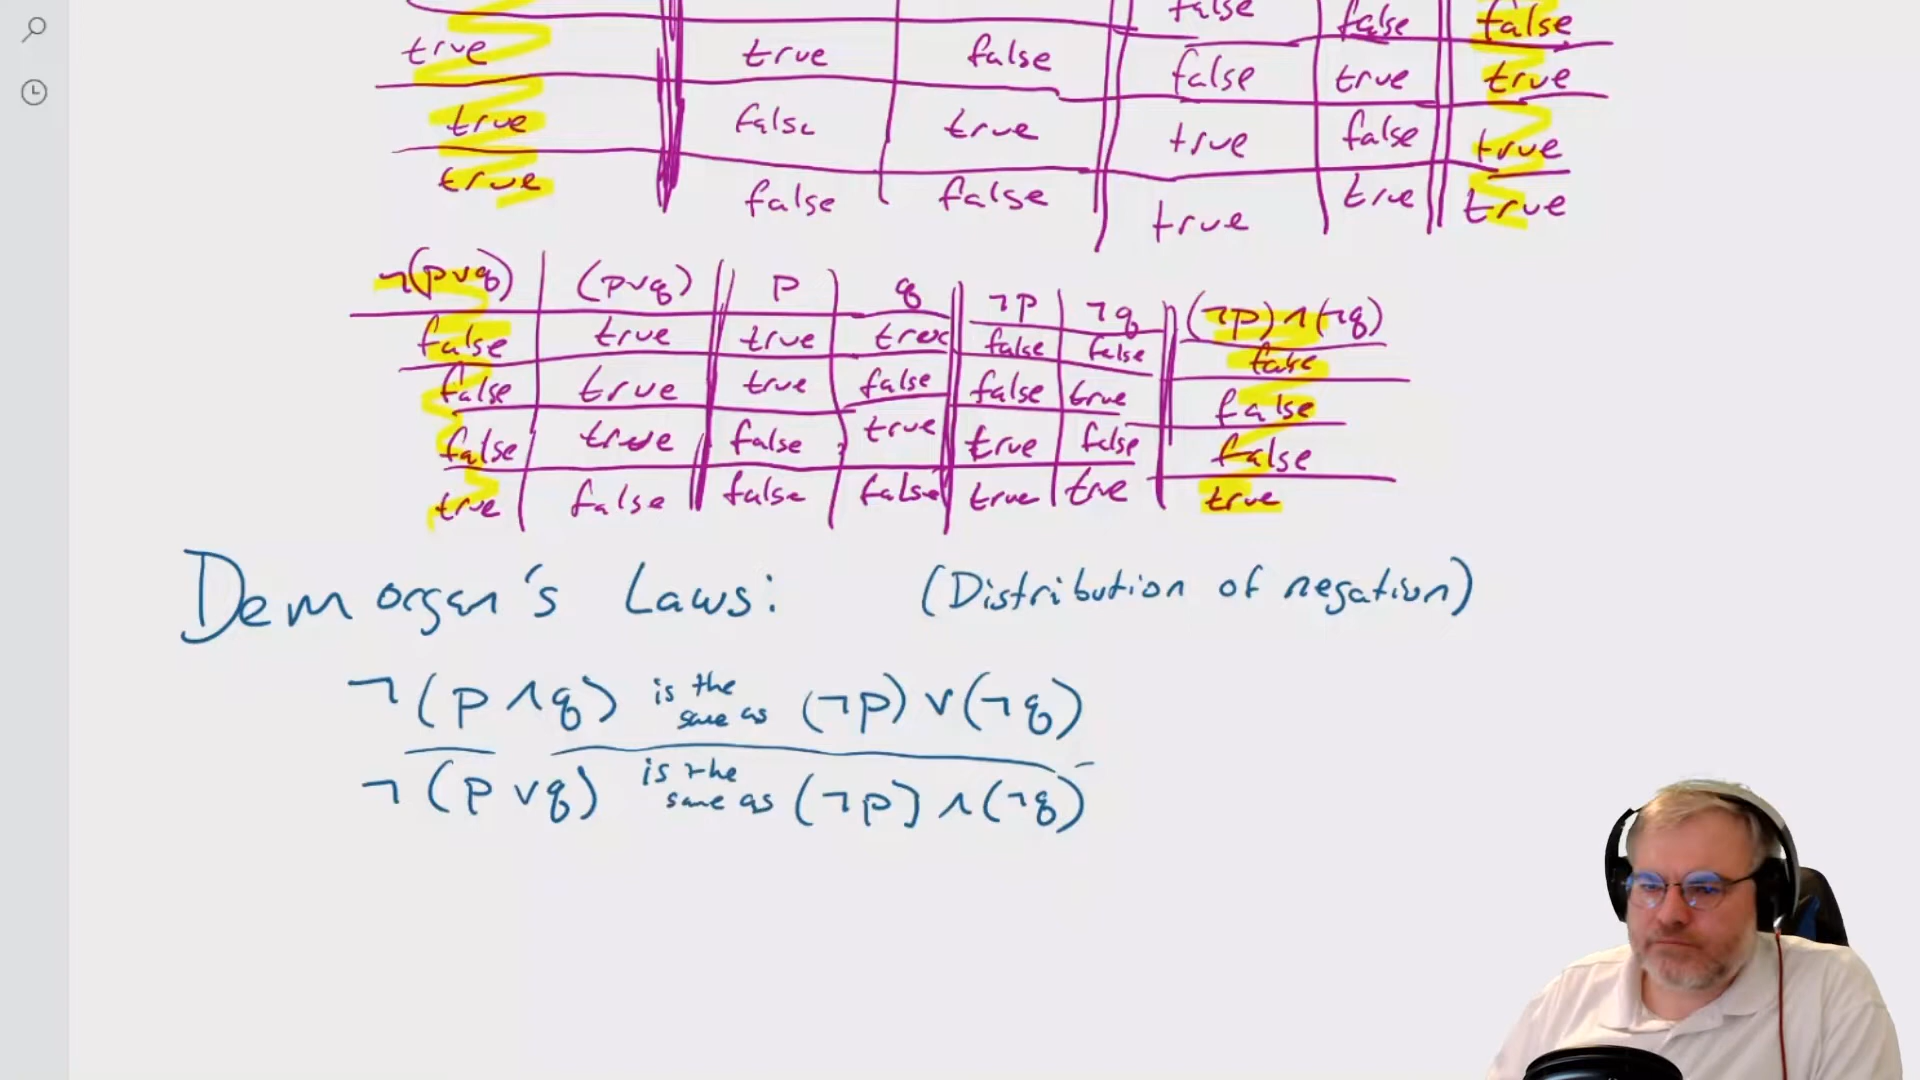 false false false
true true false false true true
true false true true false true
true false false true true true
¬(p∨q) (p∨q) p q ¬p ¬q (¬p)∧(¬q)
false true true true false false false
false true true false false true false
false true false true true false false
true false false false true true true
Demorgan's Laws: (Distribution of negation)
¬(p∧q) is the same as (¬p)∨(¬q)
¬(p∨q) is the same as (¬p)∧(¬q)